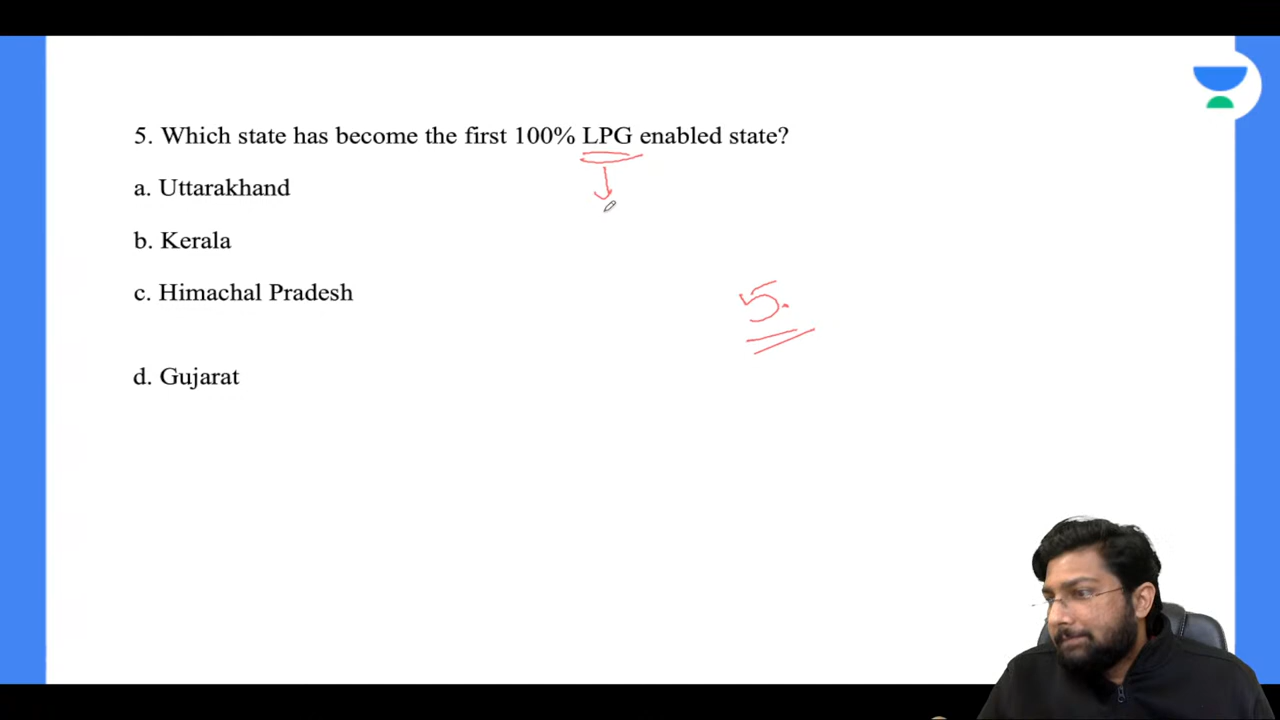 5. Which state has become the first 100% LPG enabled state?
a. Uttarakhand
b. Kerala
c. Himachal Pradesh
5.
d. Gujarat